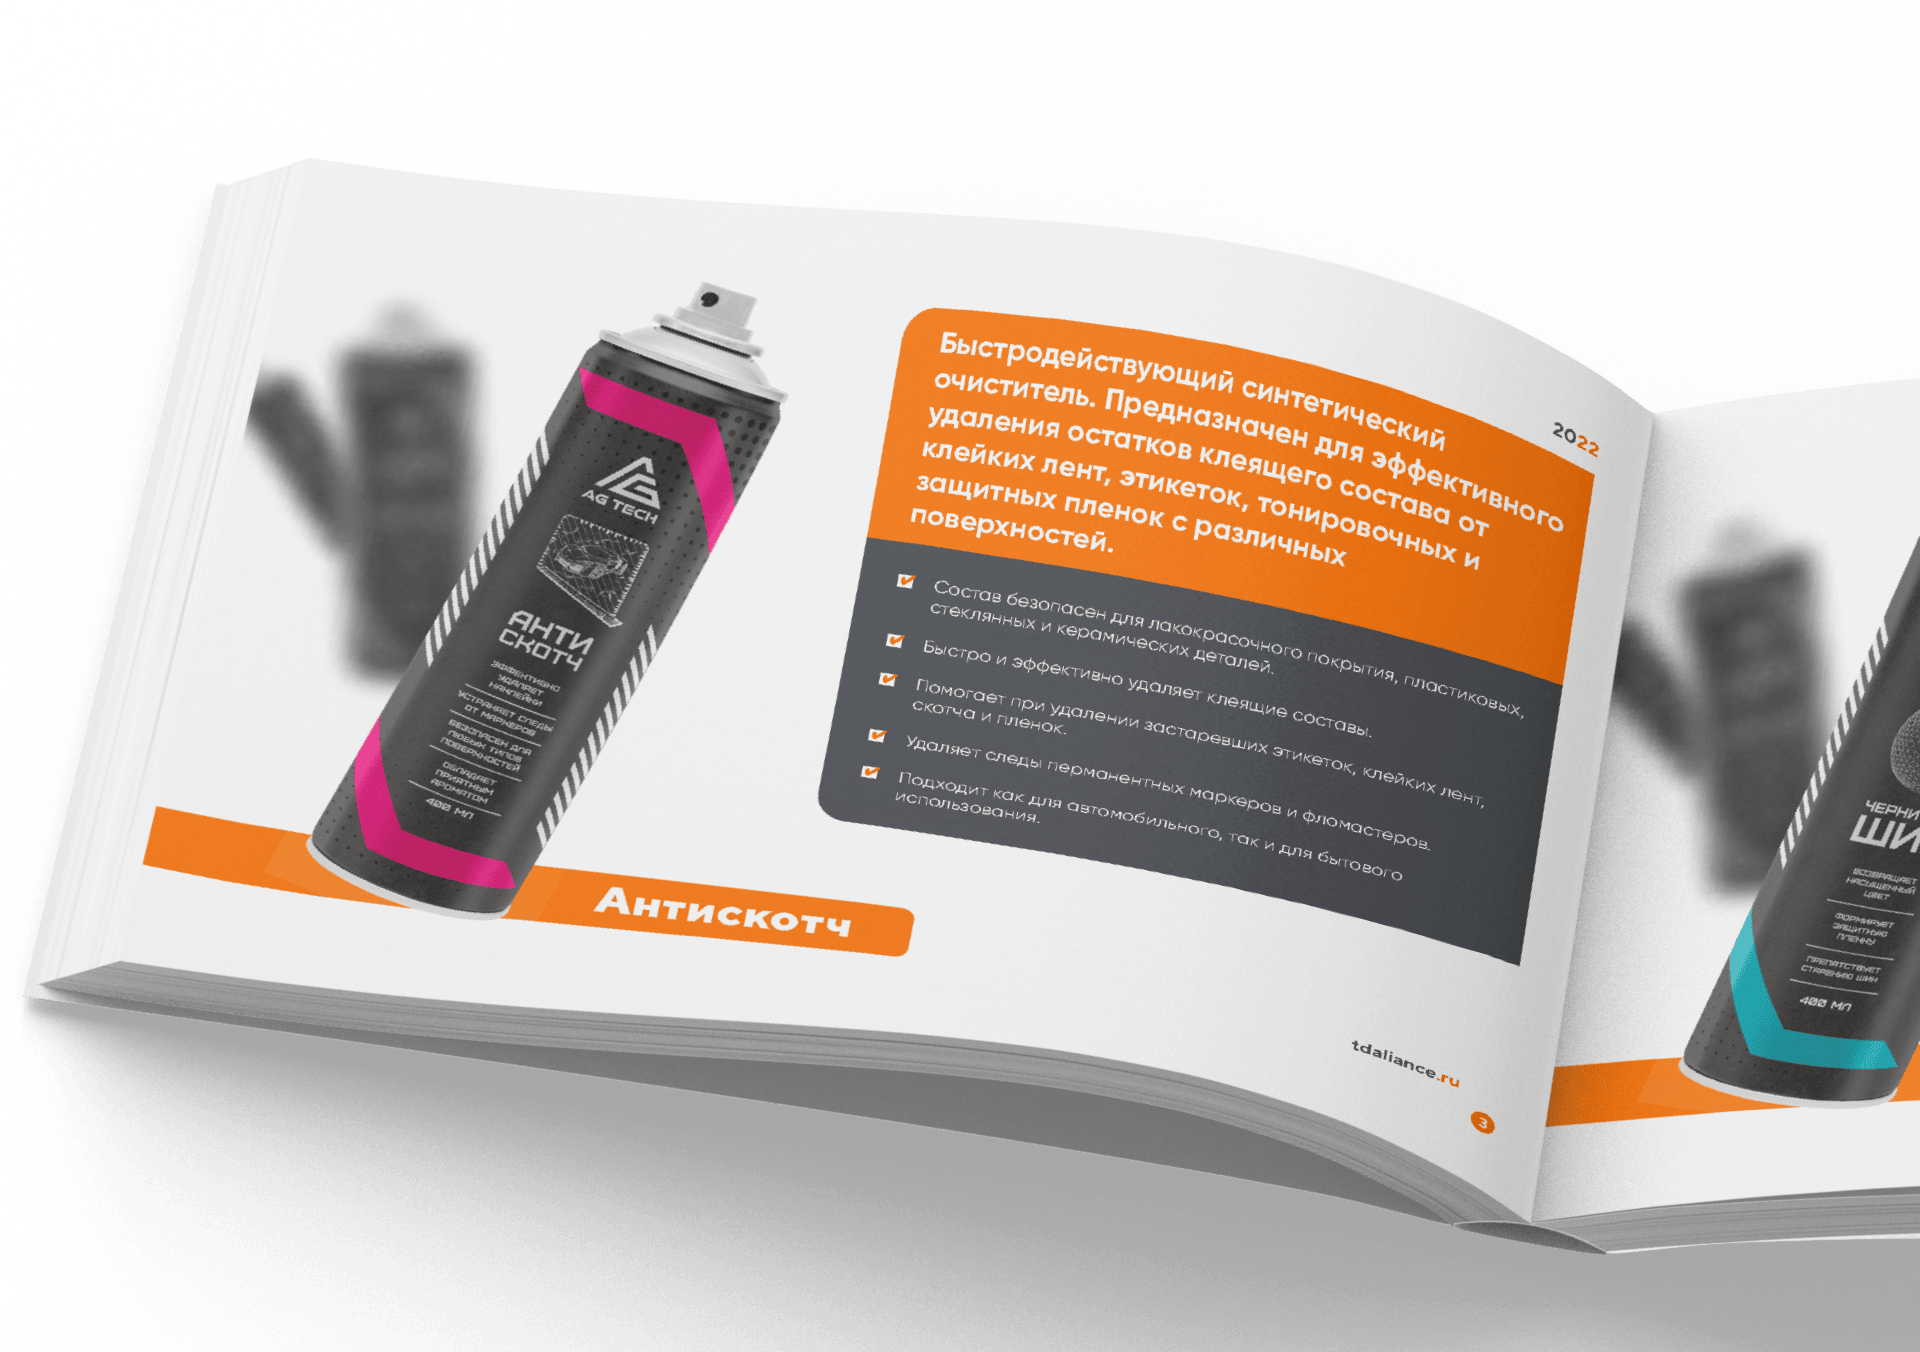 AG TECH
АНТИ
СКОТЧ
ЭФФЕКТИВНО
УДАЛЯЕТ
НАКЛЕЙКИ
УСТРАНЯЕТ СЛЕДЫ
ОТ МАРКЕРОВ
БЕЗОПАСЕН ДЛЯ
ЛЮБЫХ ТИПОВ
ПОВЕРХНОСТЕЙ
ОБЛАДАЕТ
ПРИЯТНЫМ
АРОМАТОМ
400 МЛ
Антискотч
2022
Быстродействующий синтетический
очиститель. Предназначен для эффективного
удаления остатков клеящего состава от
клейких лент, этикеток, тонировочных и
защитных пленок с различных
поверхностей.
Состав безопасен для лакокрасочного покрытия, пластиковых,
стеклянных и керамических деталей.
Быстро и эффективно удаляет клеящие составы.
Помогает при удалении застаревших этикеток, клейких лент,
скотча и пленок.
Удаляет следы перманентных маркеров и фломастеров.
Подходит как для автомобильного, так и для бытового
использования.
tdaliance.ru
3
ЧЕРНИ
ШИ
ВОЗВРАЩАЕТ
НАСЫЩЕННЫЙ
ЦВЕТ
ФОРМИРУЕТ
ЗАЩИТНУЮ
ПЛЕНКУ
ПРЕПЯТСТВУЕТ
СТАРЕНИЮ ШИН
400 МЛ